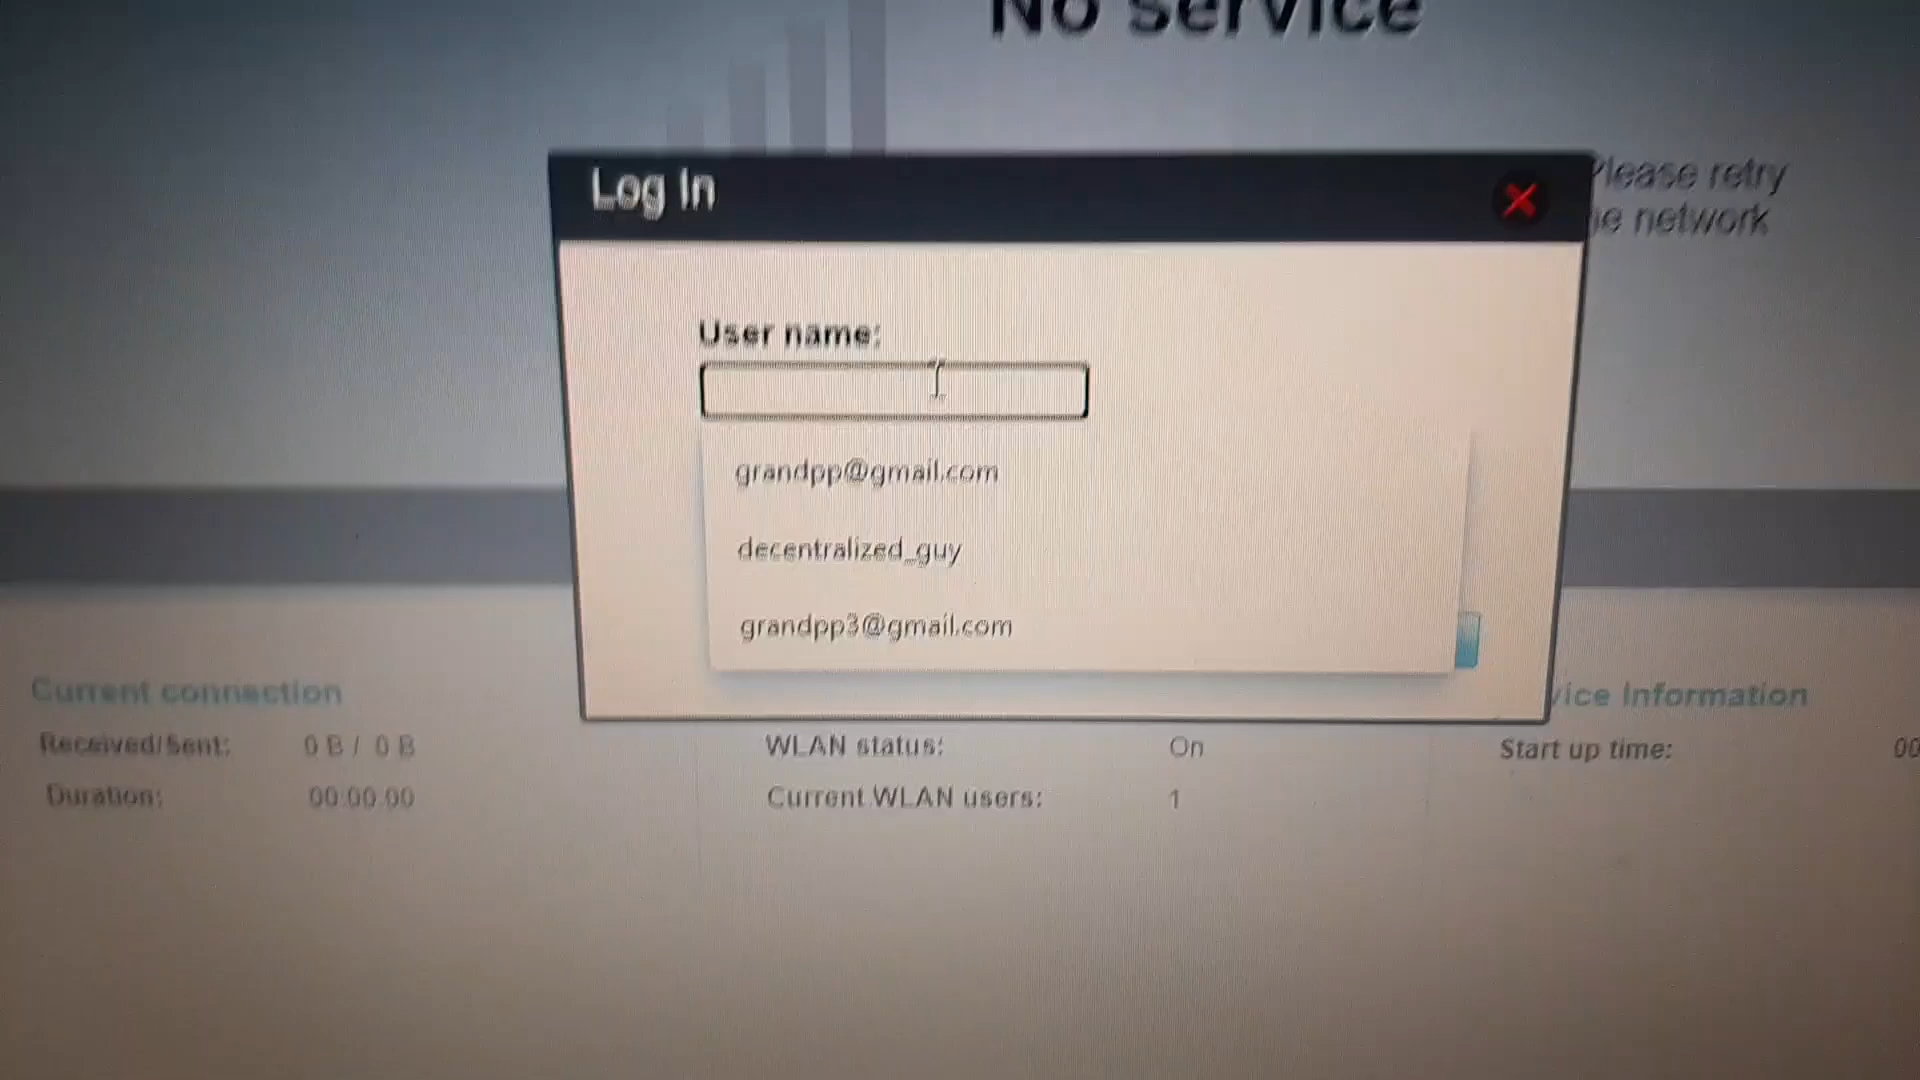 No service
Please retry
network
Log In
User name:
grandpp@gmail.com
decentralized_guy
grandpp3@gmail.com
Current connection
Received/Sent: 0 B / 0 B
Duration: 00:00:00
WLAN status: On
Current WLAN users: 1
Information
Start up time: 00